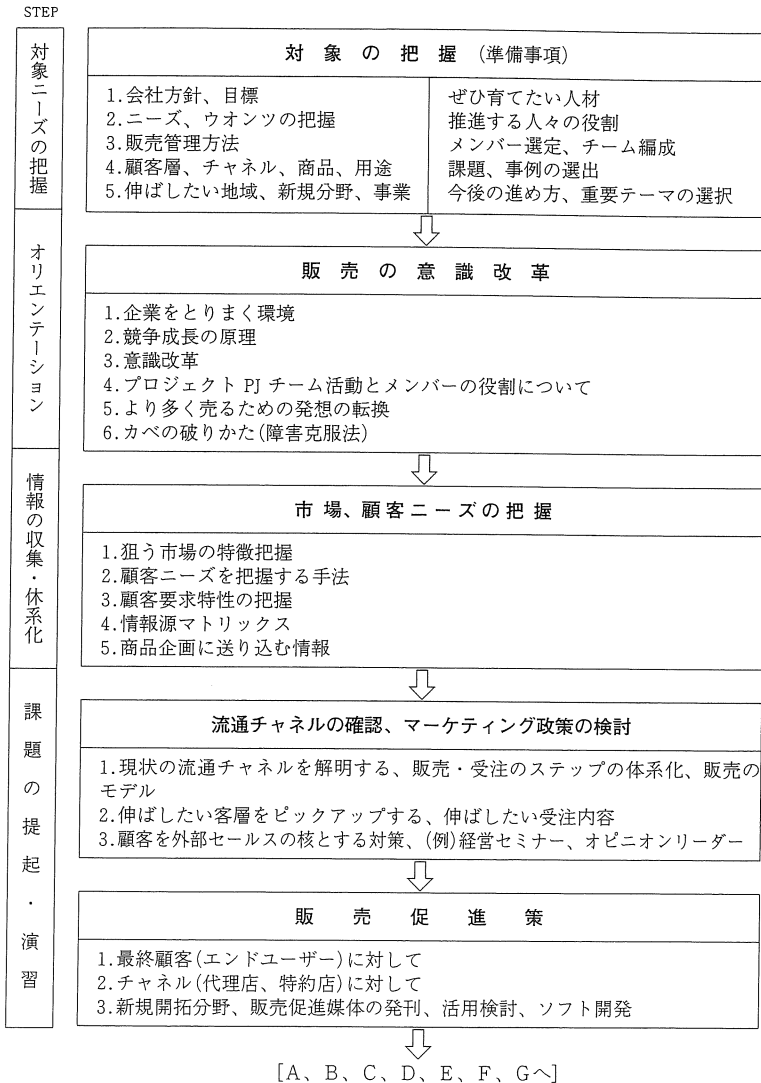 STEP
対象ニーズの把握
対象の把握 (準備事項)
1.会社方針、目標
2.ニーズ、ウオンツの把握
3.販売管理方法
4.顧客層、チャネル、商品、用途
5.伸ばしたい地域、新規分野、事業
ぜひ育てたい人材
推進する人々の役割
メンバー選定、チーム編成
課題、事例の選出
今後の進め方、重要テーマの選択
オリエンテーション
販売の意識改革
1.企業をとりまく環境
2.競争成長の原理
3.意識改革
4.プロジェクト PJ チーム活動とメンバーの役割について
5.より多く売るための発想の転換
6.カベの破りかた(障害克服法)
情報の収集・休系化
市場、顧客ニーズの把握
1.狙う市場の特徴把握
2.顧客ニーズを把握する手法
3.顧客要求特性の把握
4.情報源マトリックス
5.商品企画に送り込む情報
課題の提起・演習
流通チャネルの確認、マーケティング政策の検討
1.現状の流通チャネルを解明する、販売・受注のステップの体系化、販売の
モデル
2.伸ばしたい客層をピックアップする、伸ばしたい受注内容
3.顧客を外部セールスの核とする対策、(例)経営セミナー、オピニオンリーダー
販売促進策
1.最終顧客(エンドユーザー)に対して
2.チャネル(代理店、特約店)に対して
3.新規開拓分野、販売促進媒体の発刊、活用検討、ソフト開発
[A、B、C、D、E、F、Gへ]